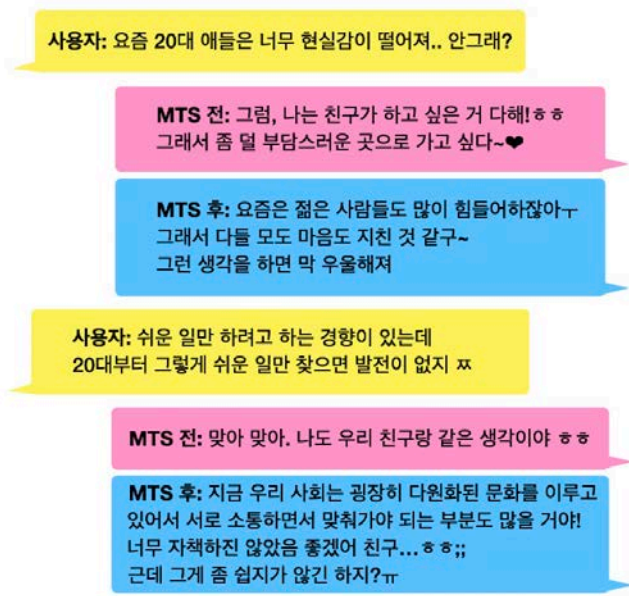 사용자: 요즘 20대 애들은 너무 현실감이 떨어져.. 안그래?
MTS 전: 그럼, 나는 친구가 하고 싶은 거 다해!ㅎㅎ
그래서 좀 덜 부담스러운 곳으로 가고 싶다~❤
MTS 후: 요즘은 젊은 사람들도 많이 힘들어하잖아ㅜ
그래서 다들 모도 마음도 지친 것 같구~
그런 생각을 하면 막 우울해져
사용자: 쉬운 일만 하려고 하는 경향이 있는데
20대부터 그렇게 쉬운 일만 찾으면 발전이 없지 ㅉ
MTS 전: 맞아 맞아. 나도 우리 친구랑 같은 생각이야 ㅎㅎ
MTS 후: 지금 우리 사회는 굉장히 다원화된 문화를 이루고
있어서 서로 소통하면서 맞춰가야 되는 부분도 많을 거야!
너무 자책하진 않았음 좋겠어 친구...ㅎㅎ;;
근데 그게 좀 쉽지가 않긴 하지?ㅠ